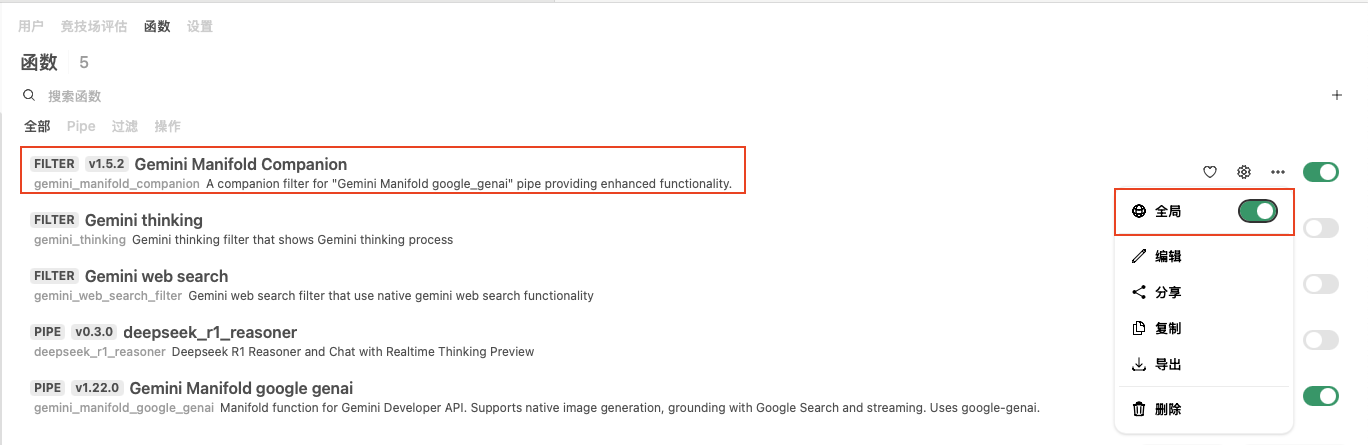 用户 竞技场评估 函数 设置
函数 5
搜索函数
全部 Pipe 过滤 操作
FILTER v1.5.2 Gemini Manifold Companion
gemini_manifold_companion A companion filter for "Gemini Manifold google_genai" pipe providing enhanced functionality.
全局
FILTER Gemini thinking
gemini_thinking Gemini thinking filter that shows Gemini thinking process
编辑
FILTER Gemini web search
gemini_web_search_filter Gemini web search filter that use native gemini web search functionality
分享
复制
PIPE v0.3.0 deepseek_r1_reasoner
deepseek_r1_reasoner Deepseek R1 Reasoner and Chat with Realtime Thinking Preview
导出
PIPE v1.22.0 Gemini Manifold google genai
gemini_manifold_google_genai Manifold function for Gemini Developer API. Supports native image generation, grounding with Google Search and streaming. Uses google-genai.
删除